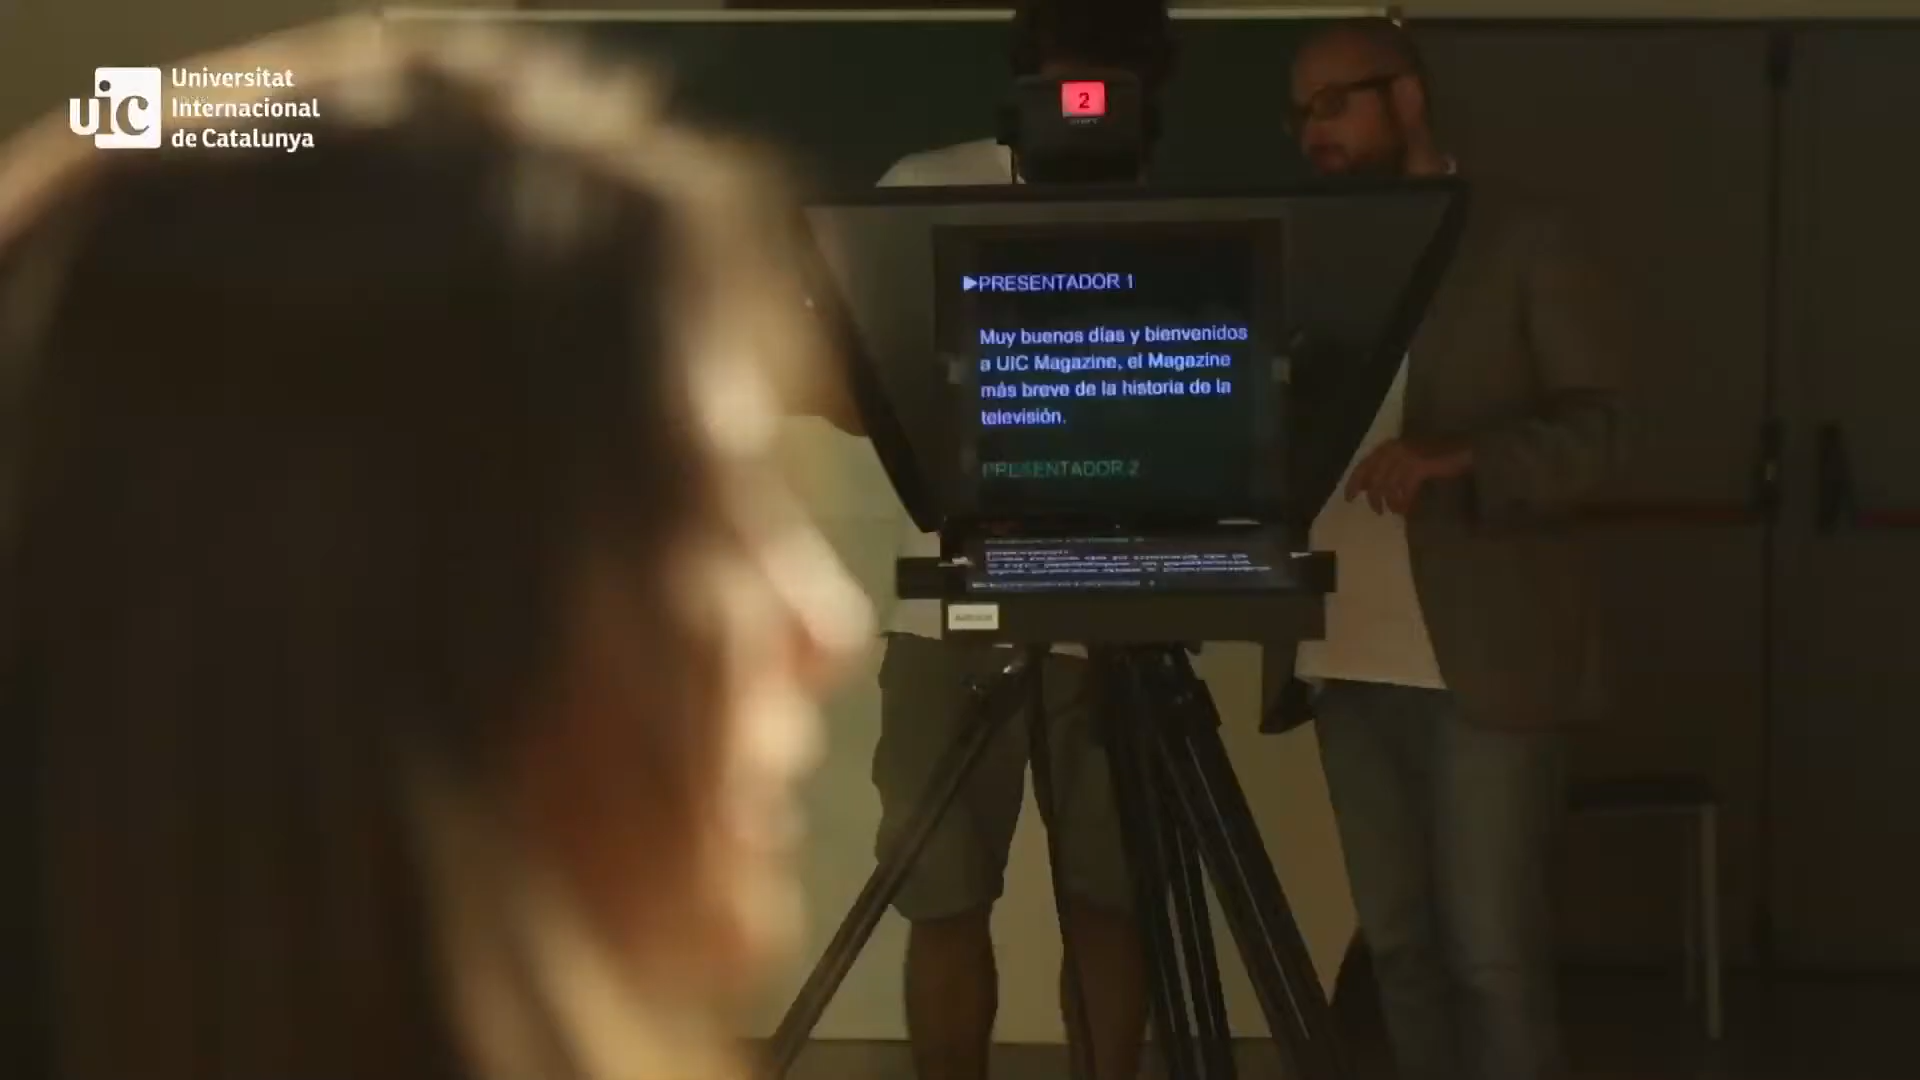 uic
Universitat
Internacional
de Catalunya
2
▶PRESENTADOR 1
Muy buenos días y bienvenidos
a UIC Magazine, el Magazine
más breve de la historia de la
televisión.
PRESENTADOR 2